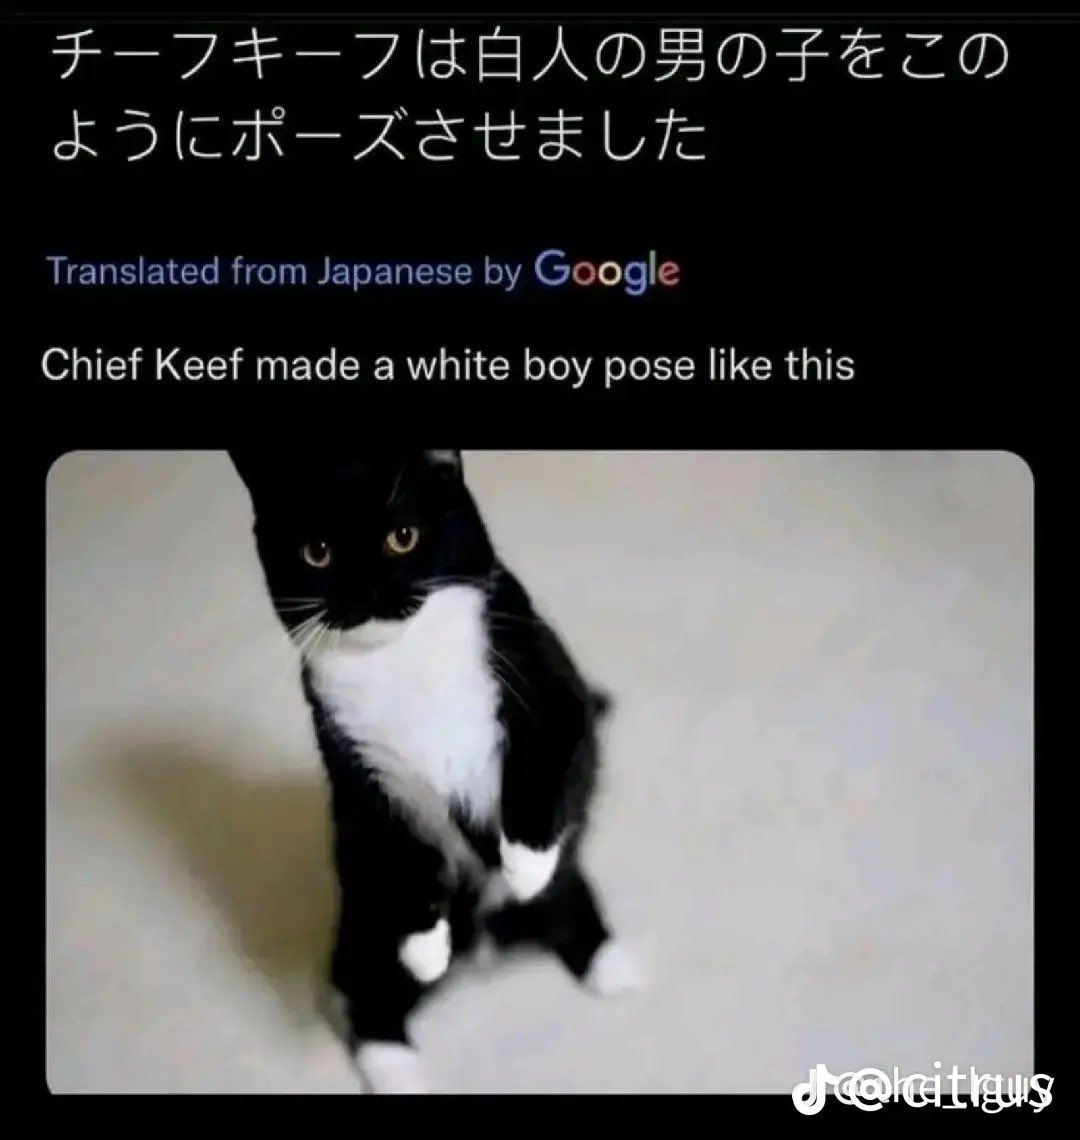 チーフキーフは白人の男の子をこの
ようにポーズさせました
Translated from Japanese by Google
Chief Keef made a white boy pose like this
@citrus